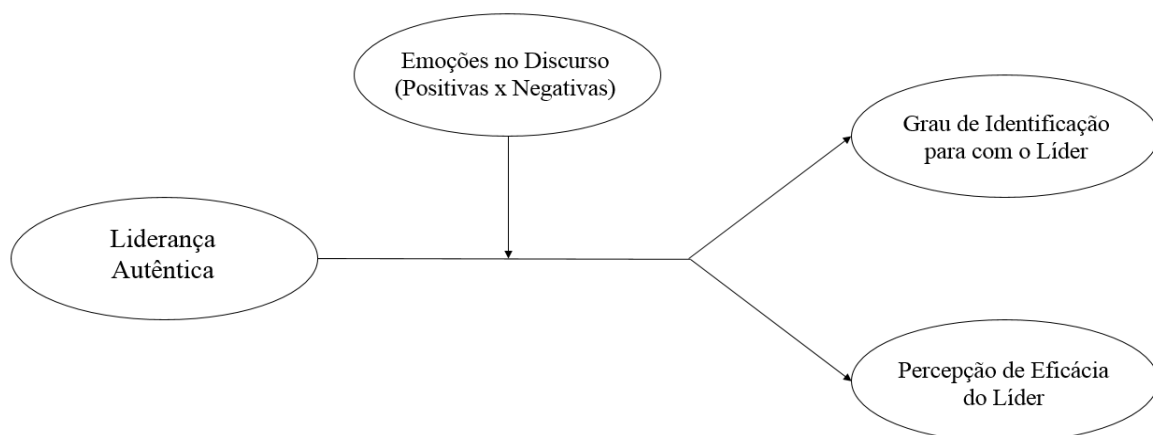 Emoções no Discurso
(Positivas x Negativas)
Grau de Identificação
para com o Líder
Liderança
Autêntica
Percepção de Eficácia
do Líder